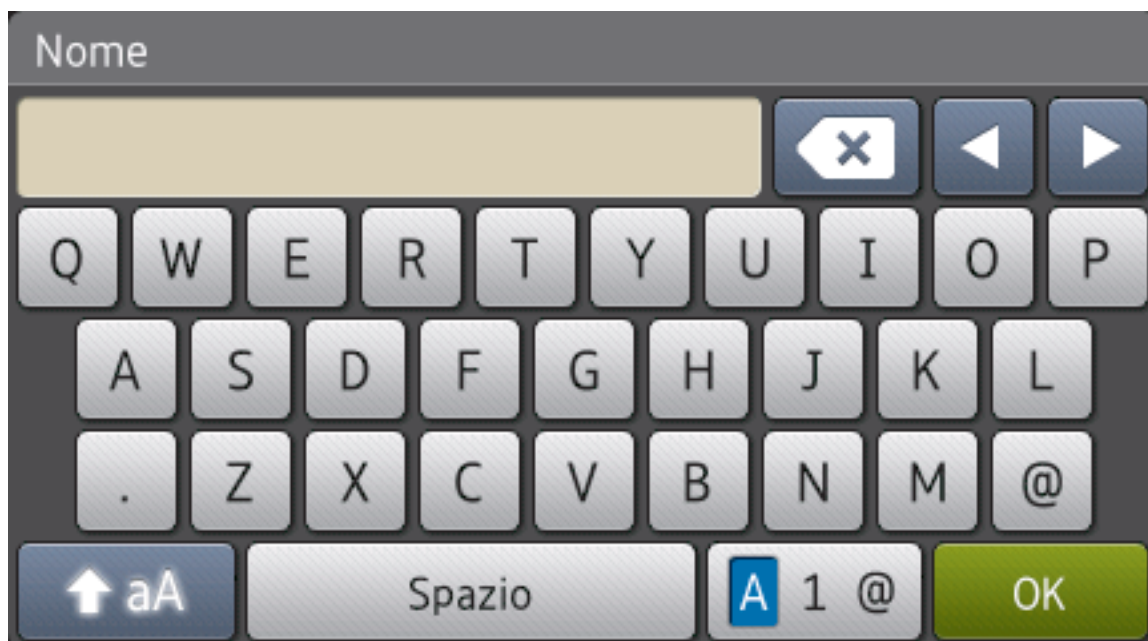 Nome
Q W E R T Y U I O P
A S D F G H J K L
. Z X C V B N M @
aA Spazio A 1 @ OK